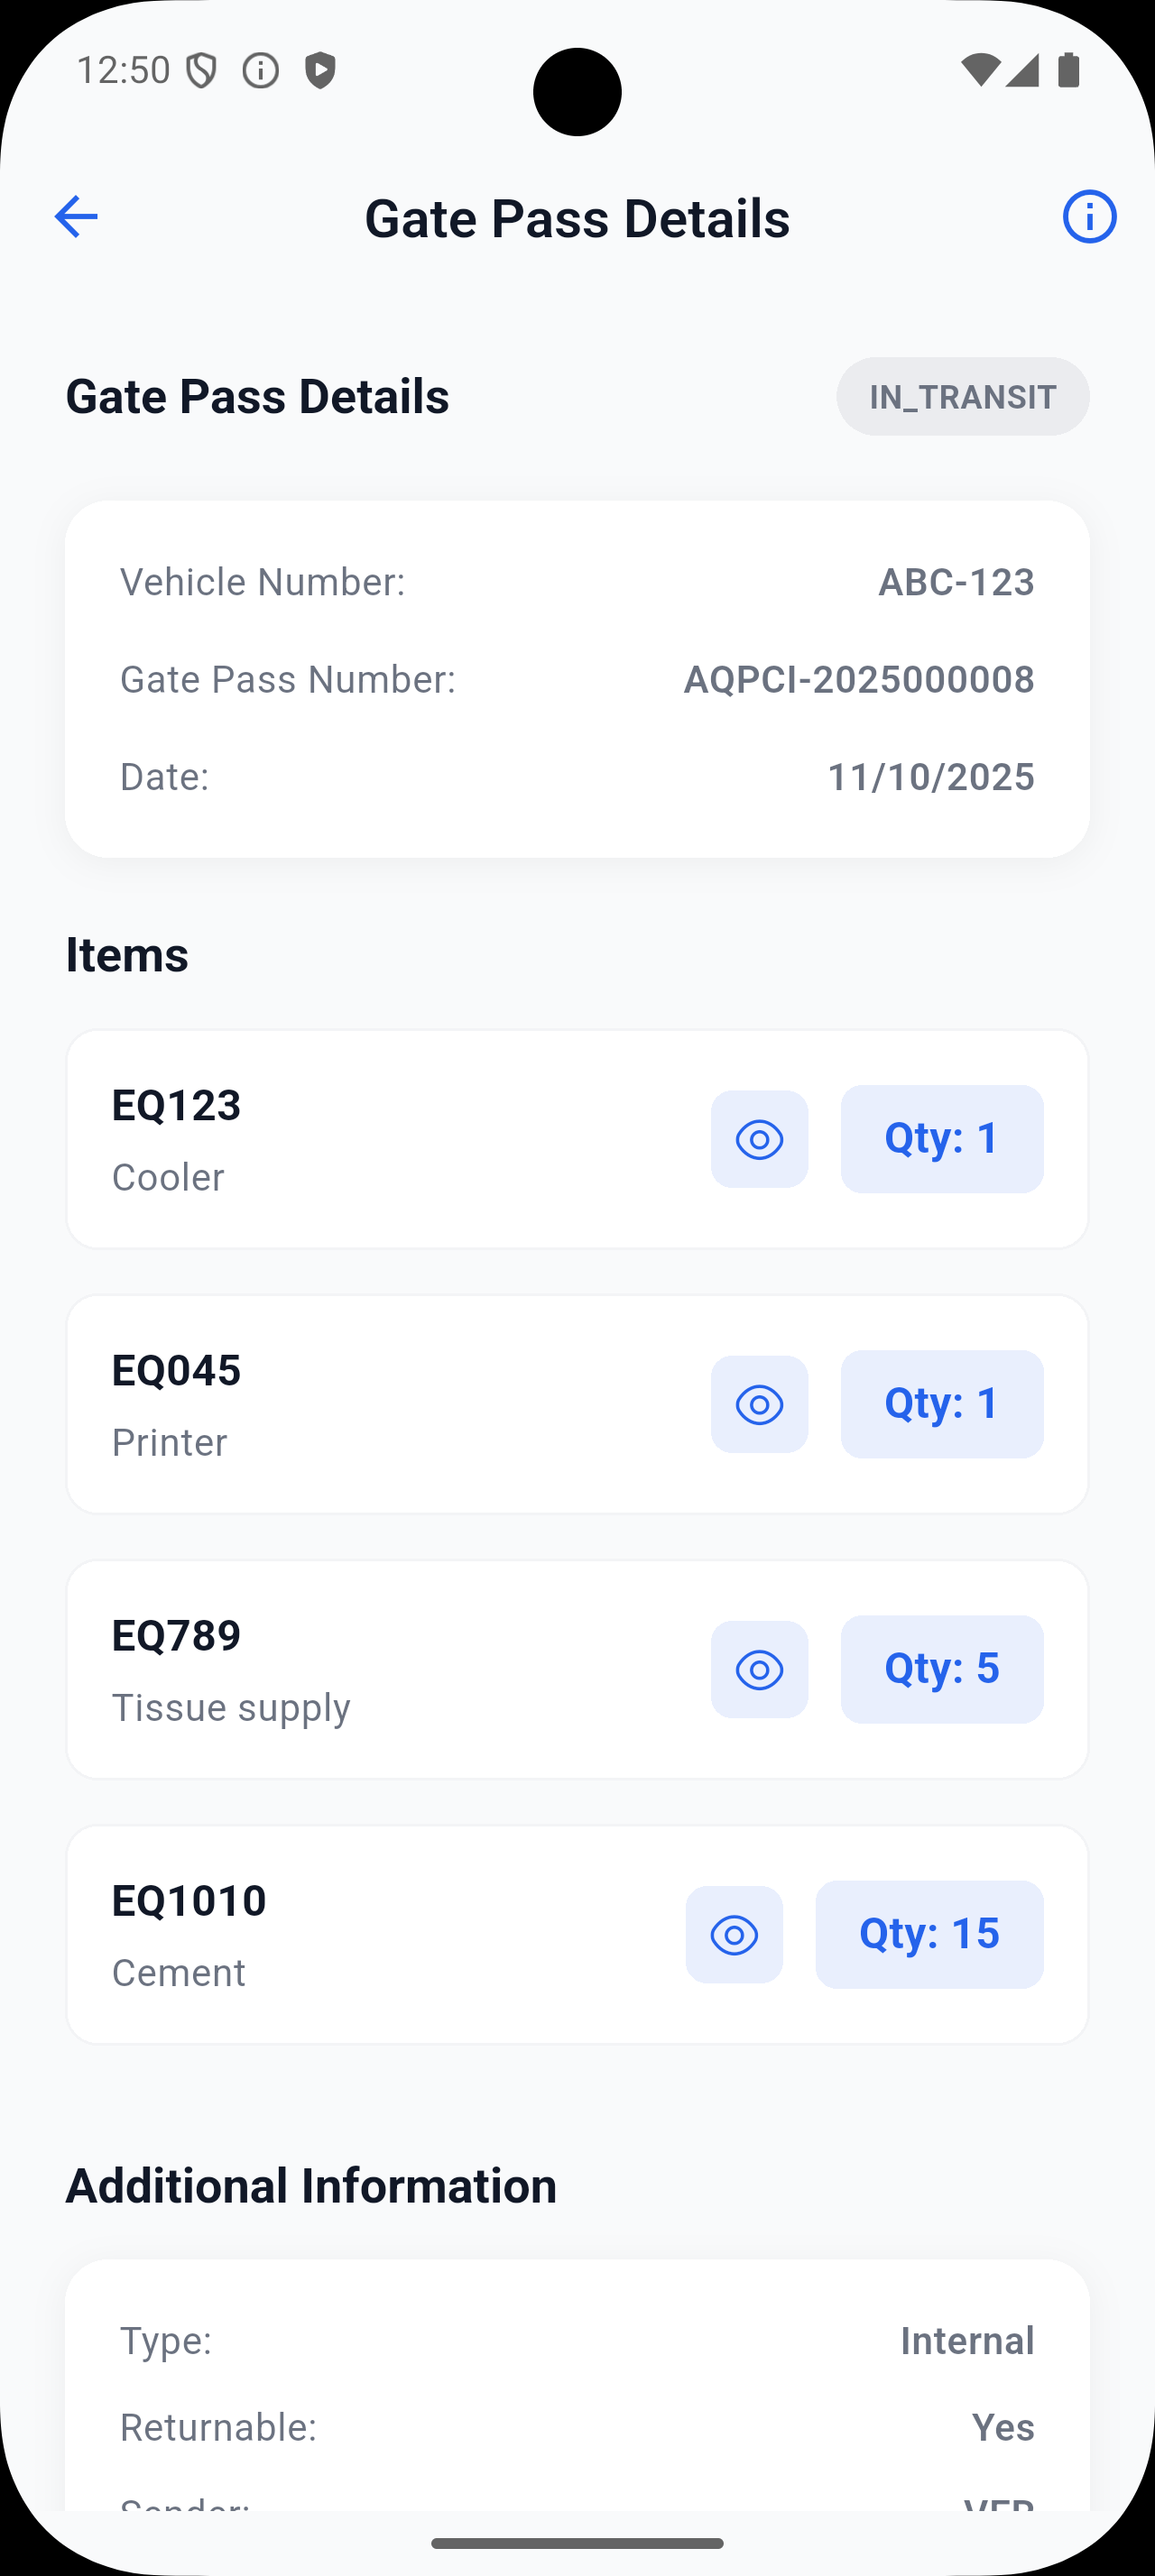 12:50
Gate Pass Details
Gate Pass Details
IN_TRANSIT
Vehicle Number: ABC-123
Gate Pass Number: AQPCI-2025000008
Date: 11/10/2025
Items
EQ123
Cooler
Qty: 1
EQ045
Printer
Qty: 1
EQ789
Tissue supply
Qty: 5
EQ1010
Cement
Qty: 15
Additional Information
Type: Internal
Returnable: Yes
Sender: